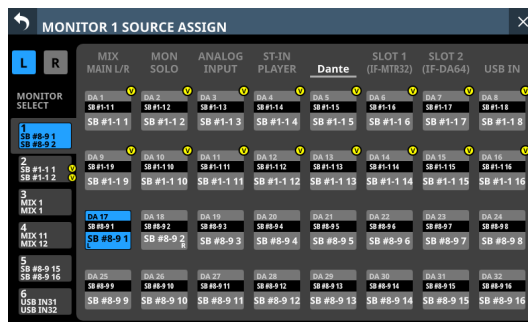 MONITOR 1 SOURCE ASSIGN
L R
MIX MAIN L/R
MON SOLO
ANALOG INPUT
ST-IN PLAYER
Dante
SLOT 1 (IF-MTR32)
SLOT 2 (IF-DA64)
USB IN
MONITOR SELECT
1
SB #8-9 1
SB #8-9 2
2
SB #1-1 1 V
SB #1-1 2 V
3
MIX 1
MIX 1
4
MIX 11
MIX 12
5
SB #8-9 15
SB #8-9 16
6
USB IN31
USB IN32
V V V V V V V V
DA 1 DA 2 DA 3 DA 4 DA 5 DA 6 DA 7 DA 8
SB #1-1 1 SB #1-1 2 SB #1-1 3 SB #1-1 4 SB #1-1 5 SB #1-1 6 SB #1-1 7 SB #1-1 8
SB #1-1 1 SB #1-1 2 SB #1-1 3 SB #1-1 4 SB #1-1 5 SB #1-1 6 SB #1-1 7 SB #1-1 8
V V V V V V V V
DA 9 DA 10 DA 11 DA 12 DA 13 DA 14 DA 15 DA 16
SB #1-1 9 SB #1-1 10 SB #1-1 11 SB #1-1 12 SB #1-1 13 SB #1-1 14 SB #1-1 15 SB #1-1 16
SB #1-1 9 SB #1-1 10 SB #1-1 11 SB #1-1 12 SB #1-1 13 SB #1-1 14 SB #1-1 15 SB #1-1 16
DA 17 DA 18 DA 19 DA 20 DA 21 DA 22 DA 23 DA 24
SB #8-9 1 SB #8-9 2 SB #8-9 3 SB #8-9 4 SB #8-9 5 SB #8-9 6 SB #8-9 7 SB #8-9 8
SB #8-9 1 SB #8-9 2 SB #8-9 3 SB #8-9 4 SB #8-9 5 SB #8-9 6 SB #8-9 7 SB #8-9 8
L R
DA 25 DA 26 DA 27 DA 28 DA 29 DA 30 DA 31 DA 32
SB #8-9 9 SB #8-9 10 SB #8-9 11 SB #8-9 12 SB #8-9 13 SB #8-9 14 SB #8-9 15 SB #8-9 16
SB #8-9 9 SB #8-9 10 SB #8-9 11 SB #8-9 12 SB #8-9 13 SB #8-9 14 SB #8-9 15 SB #8-9 16